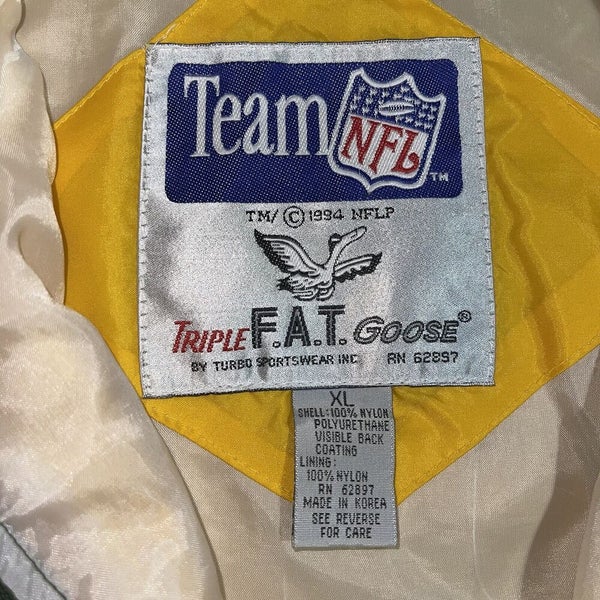 Team NFL TM
TM/© 1994 NFLP
TRIPLE F.A.T. GOOSE®
BY TURBO SPORTSWEAR INC. RN 62897
XL
SHELL:100% NYLON
POLYURETHANE
VISIBLE BACK
COATING
LINING:
100% NYLON
RN 62897
MADE IN KOREA
SEE REVERSE
FOR CARE